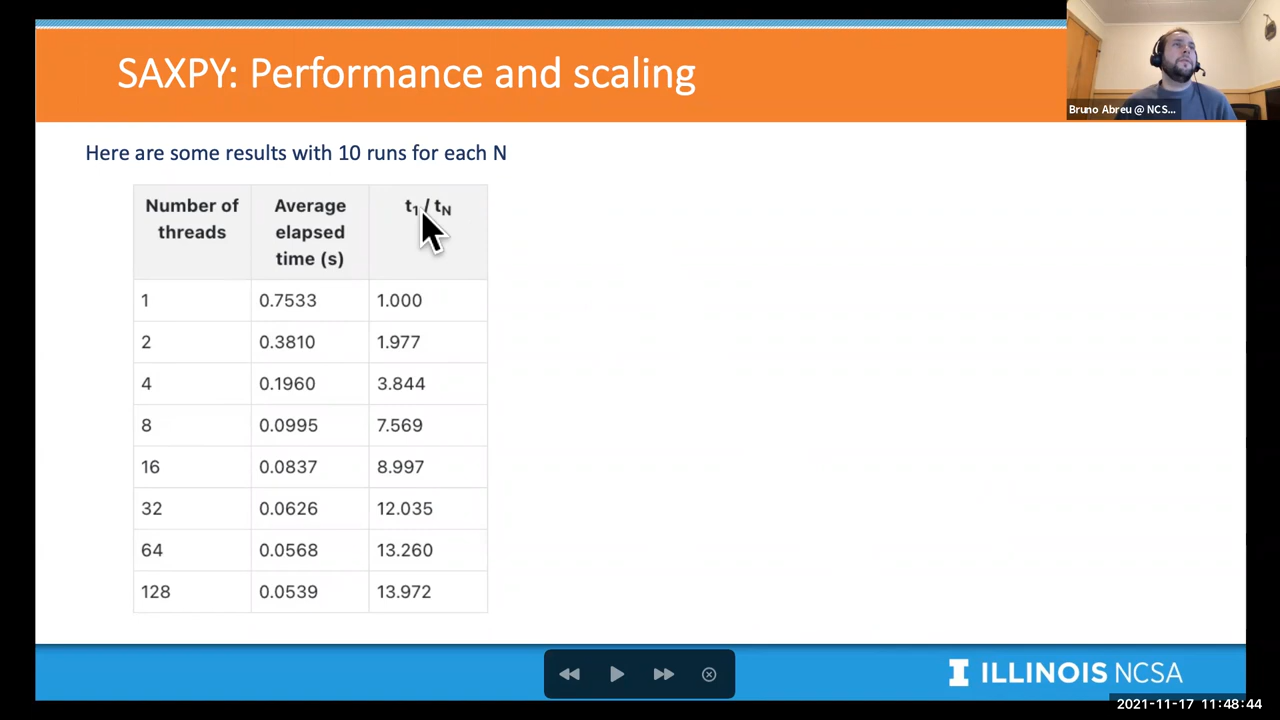 SAXPY: Performance and scaling
Bruno Abreu @ NCS...
Here are some results with 10 runs for each N
Number of threads | Average elapsed time (s) | t1 / tN
1 | 0.7533 | 1.000
2 | 0.3810 | 1.977
4 | 0.1960 | 3.844
8 | 0.0995 | 7.569
16 | 0.0837 | 8.997
32 | 0.0626 | 12.035
64 | 0.0568 | 13.260
128 | 0.0539 | 13.972
I ILLINOIS NCSA
2021-11-17 11:48:44